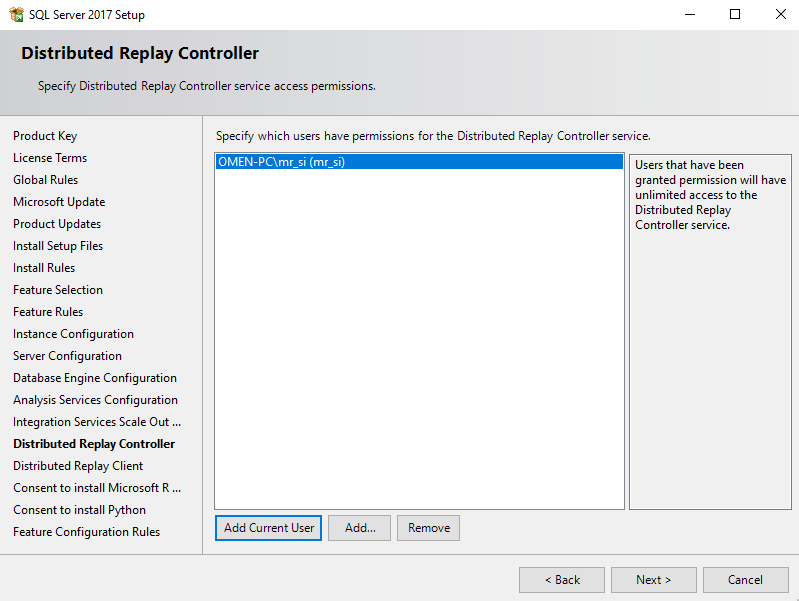 SQL Server 2017 Setup
Distributed Replay Controller
Specify Distributed Replay Controller service access permissions.
Product Key
License Terms
Global Rules
Microsoft Update
Product Updates
Install Setup Files
Install Rules
Feature Selection
Feature Rules
Instance Configuration
Server Configuration
Database Engine Configuration
Analysis Services Configuration
Integration Services Scale Out ...
Distributed Replay Controller
Distributed Replay Client
Consent to install Microsoft R ...
Consent to install Python
Feature Configuration Rules
Specify which users have permissions for the Distributed Replay Controller service.
OMEN-PC\mr_si (mr_si)
Users that have been
granted permission will have
unlimited access to the
Distributed Replay
Controller service.
Add Current User
Add...
Remove
< Back
Next >
Cancel